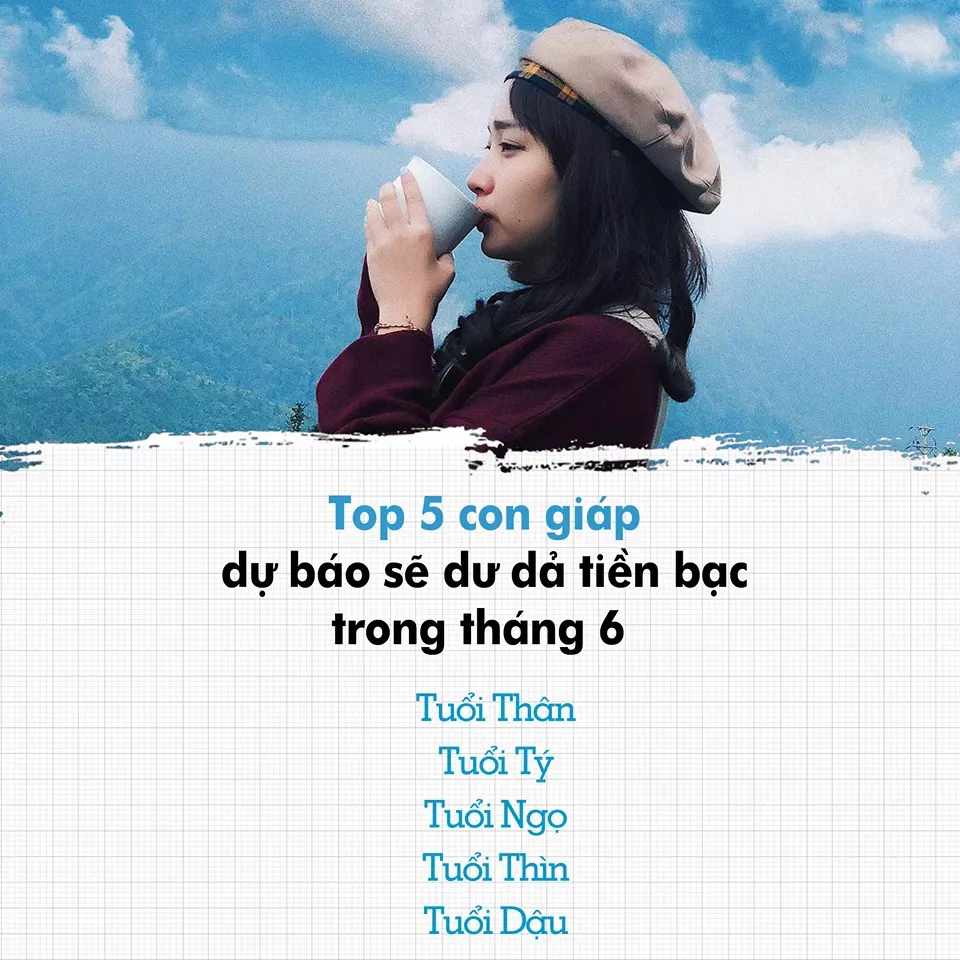 Top 5 con giáp
dự báo sẽ dư dả tiền bạc
trong tháng 6
Tuổi Thân
Tuổi Tý
Tuổi Ngọ
Tuổi Thìn
Tuổi Dậu